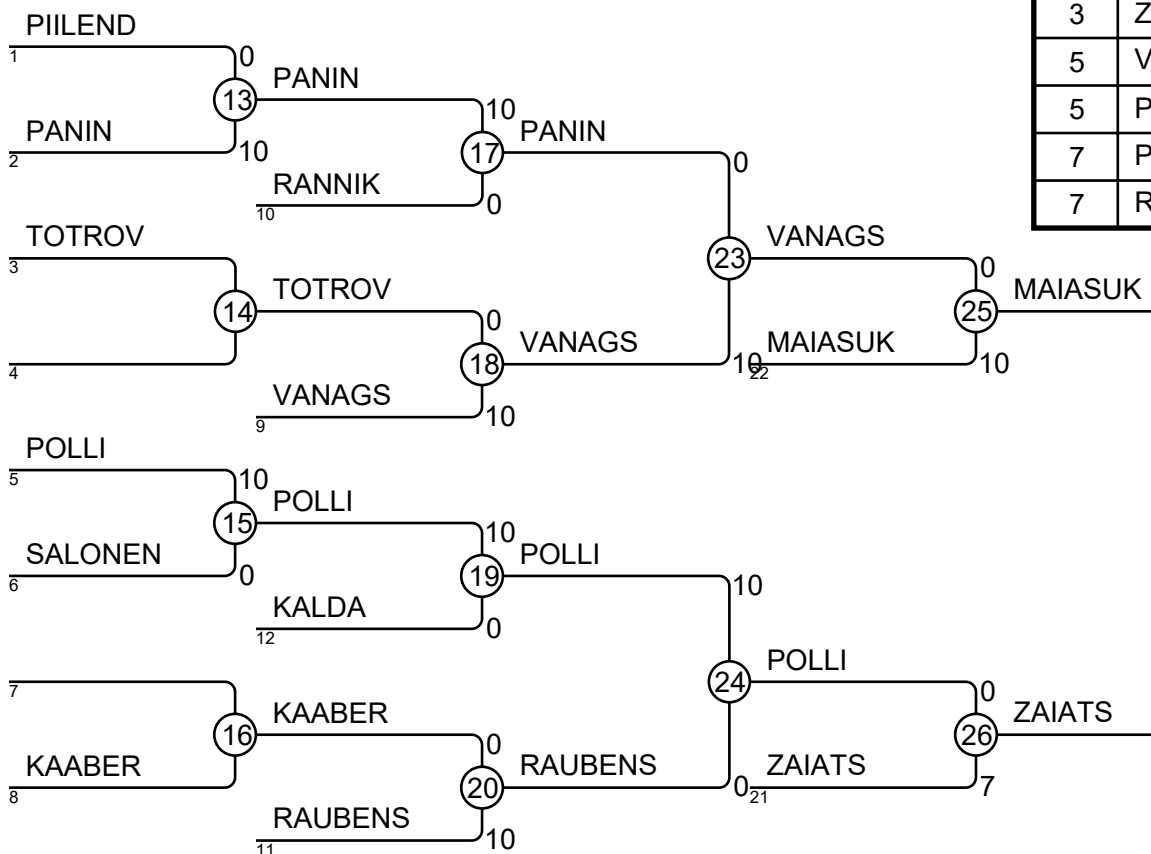 PIILEND
1
0
13
PANIN
10
PANIN
2
10
17
PANIN
0
RANNIK
10
0
TOTROV
3
14
TOTROV
0
4
18
VANAGS
10
VANAGS
9
10
23
VANAGS
0
25
MAIASUK
MAIASUK
22
10
POLLI
5
10
15
POLLI
10
SALONEN
6
0
19
POLLI
10
KALDA
12
0
7
16
KAABER
0
KAABER
8
20
RAUBENS
0
RAUBENS
11
10
24
POLLI
0
26
ZAIATS
ZAIATS
21
7
3 Z
5 V
5 P
7 P
7 R